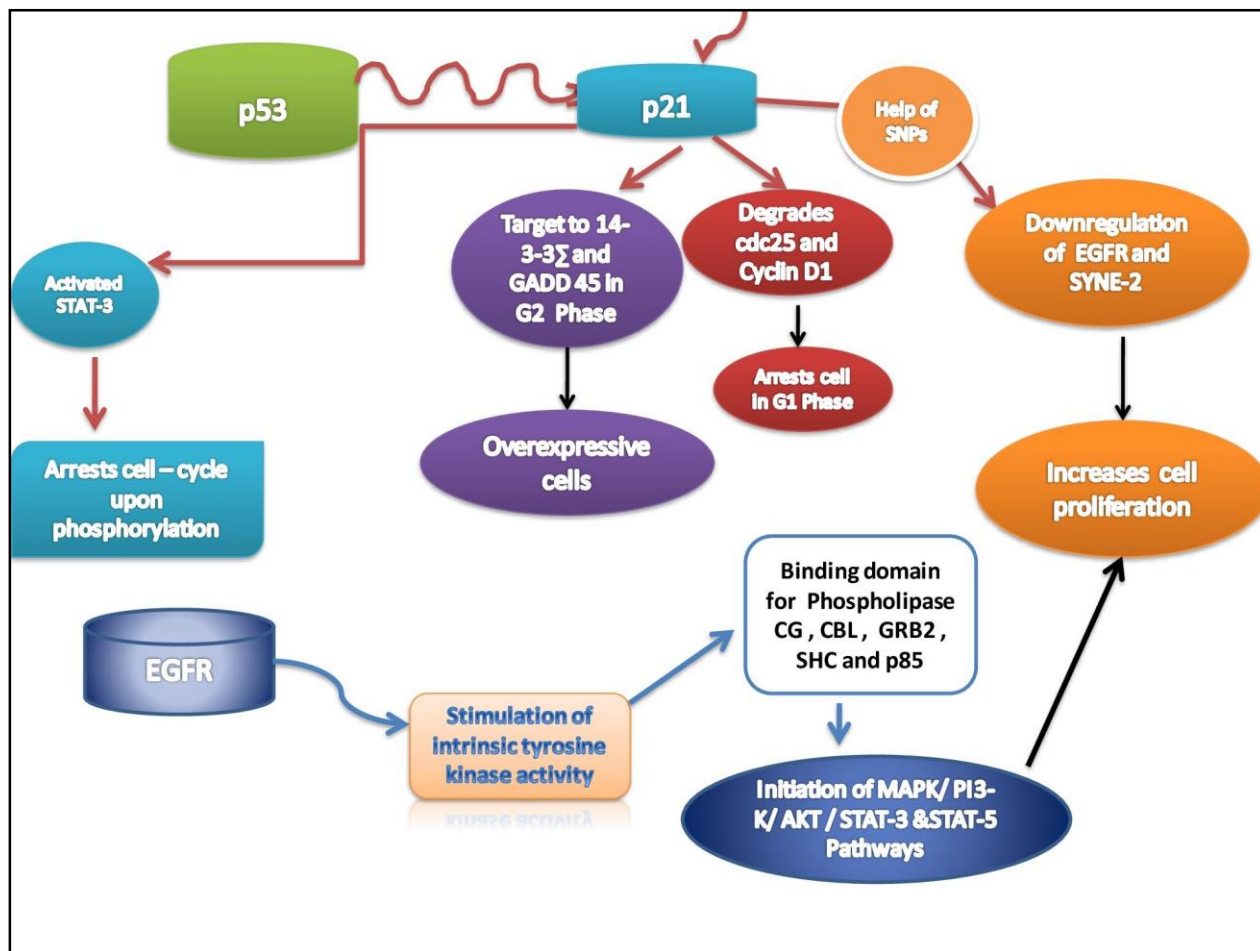 p53
p21
Help of
SNPs
Target to 14-
3-3∑ and
GADD 45 in
G2 Phase
Degrades
cdc25 and
Cyclin D1
Downregulation
of EGFR and
SYNE-2
Activated
STAT-3
Arrests cell
in G1 Phase
Overexpressive
cells
Increases cell
proliferation
Arrests cell – cycle
upon
phosphorylation
Binding domain
for Phospholipase
CG , CBL , GRB2 ,
SHC and p85
EGFR
Stimulation of
intrinsic tyrosine
kinase activity
Initiation of MAPK/ PI3-
K/ AKT / STAT-3 &STAT-5
Pathways